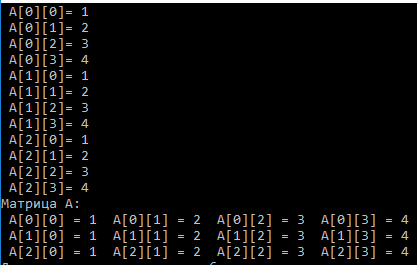 A[0][0]= 1
A[0][1]= 2
A[0][2]= 3
A[0][3]= 4
A[1][0]= 1
A[1][1]= 2
A[1][2]= 3
A[1][3]= 4
A[2][0]= 1
A[2][1]= 2
A[2][2]= 3
A[2][3]= 4
Матрица A:
A[0][0] = 1  A[0][1] = 2  A[0][2] = 3  A[0][3] = 4
A[1][0] = 1  A[1][1] = 2  A[1][2] = 3  A[1][3] = 4
A[2][0] = 1  A[2][1] = 2  A[2][2] = 3  A[2][3] = 4